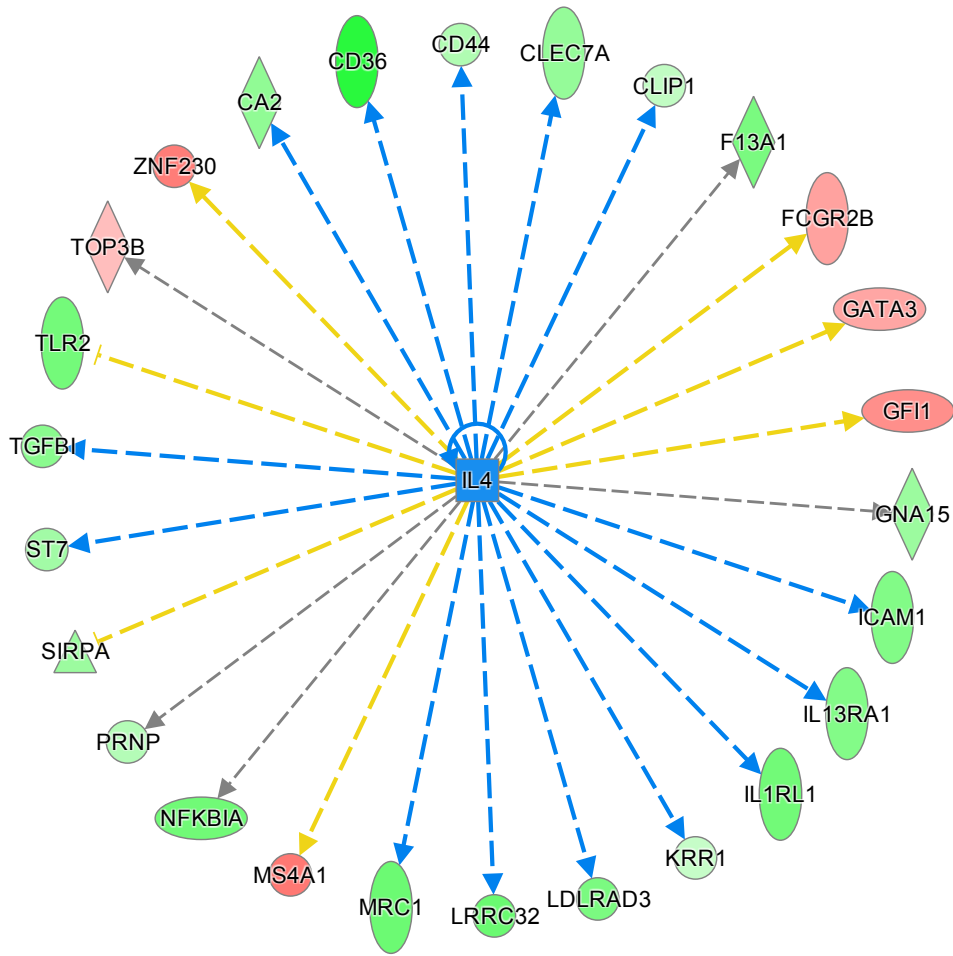 CD44
CLEC7A
CD36
CLIP1
CA2
F13A1
ZNF230
FCGR2B
TOP3B
GATA3
TLR2
GFI1
TGFBI
IL4
GNA15
ST7
ICAM1
SIRPA
IL13RA1
PRNP
IL1RL1
NFKBIA
KRR1
MS4A1
LDLRAD3
MRC1
LRRC32